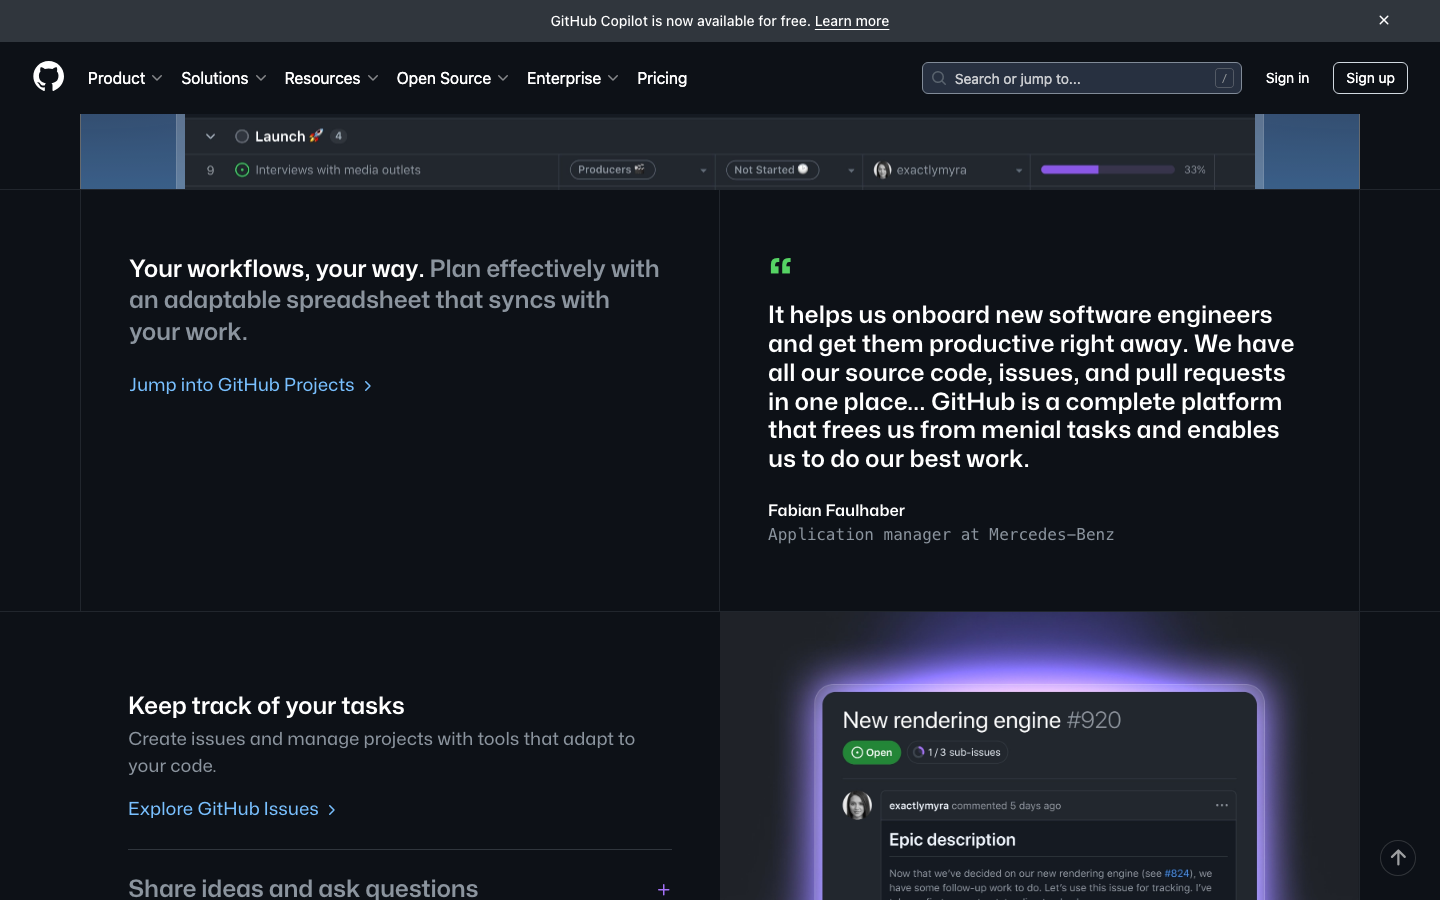 GitHub Copilot is now available for free. Learn more
Product
Solutions
Resources
Open Source
Enterprise
Pricing
Search or jump to...
/
Sign in
Sign up
Launch 🚀 4
9 Interviews with media outlets Producers Not Started exactlymyra 33%
Your workflows, your way. Plan effectively with
an adaptable spreadsheet that syncs with
your work.
Jump into GitHub Projects
“
It helps us onboard new software engineers
and get them productive right away. We have
all our source code, issues, and pull requests
in one place... GitHub is a complete platform
that frees us from menial tasks and enables
us to do our best work.
Fabian Faulhaber
Application manager at Mercedes-Benz
Keep track of your tasks
Create issues and manage projects with tools that adapt to
your code.
Explore GitHub Issues
Share ideas and ask questions
New rendering engine #920
Open 1 / 3 sub-issues
exactlymyra commented 5 days ago
Epic description
Now that we've decided on our new rendering engine (see #824), we
have some follow-up work to do. Let's use this issue for tracking. I've